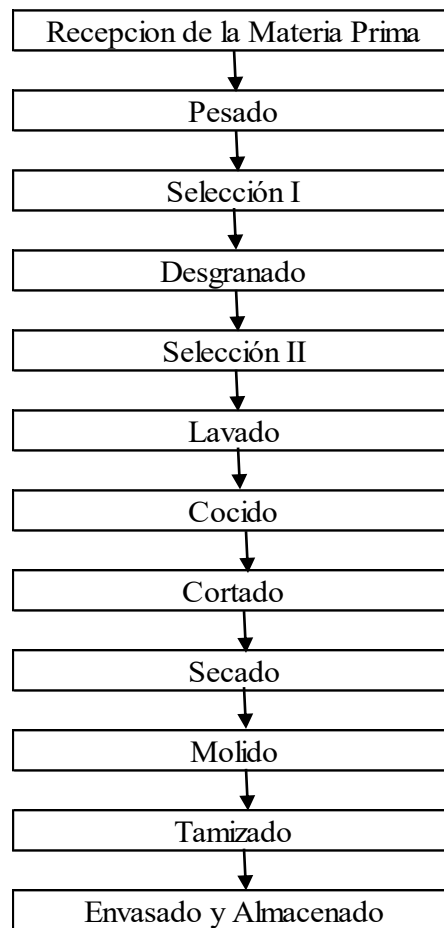 Recepcion de la Materia Prima
Pesado
Selección I
Desgranado
Selección II
Lavado
Cocido
Cortado
Secado
Molido
Tamizado
Envasado y Almacenado